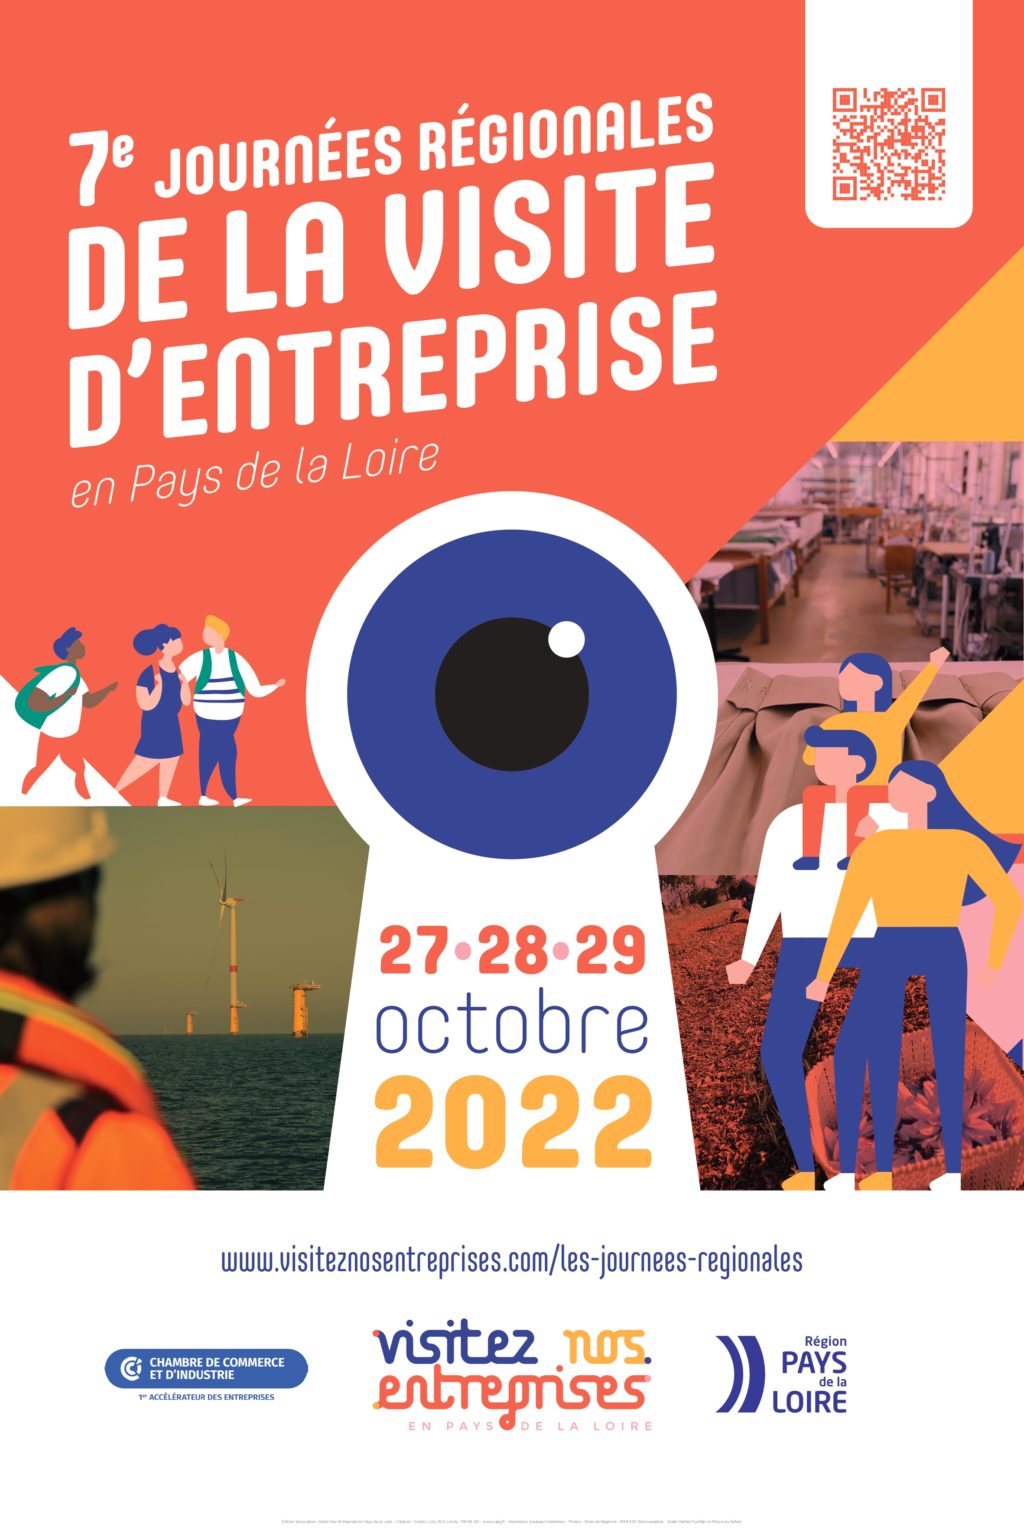 7e JOURNÉES RÉGIONALES
DE LA VISITE
D'ENTREPRISE
en Pays de la Loire
27•28•29
octobre
2022
www.visiteznosentreprises.com/les-journees-regionales
CCI CHAMBRE DE COMMERCE
ET D'INDUSTRIE
1er ACCÉLÉRATEUR DES ENTREPRISES
visitez nos
entreprises
EN PAYS DE LA LOIRE
Région
PAYS
de la
LOIRE